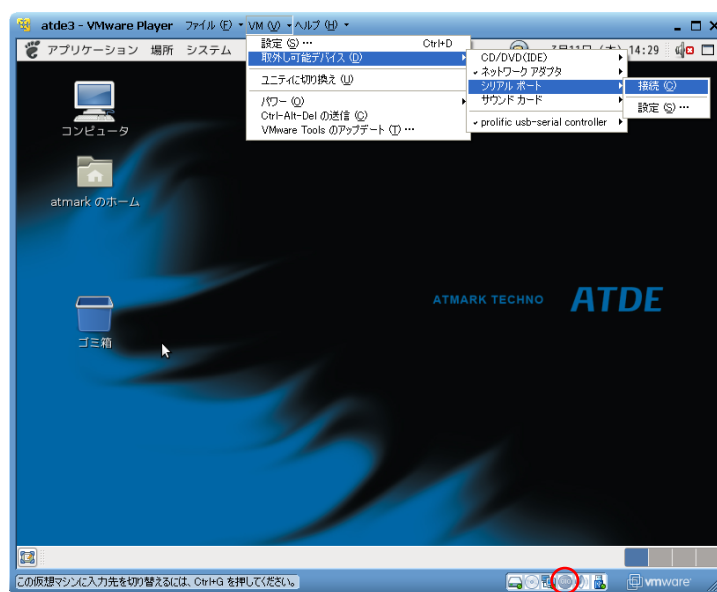 atde3 - VMware Player ファイル(F) VM(V) ヘルプ(H)
アプリケーション 場所 システム
14:29
設定(S)… Ctrl+D
取外し可能デバイス(D)
ユニティに切り換え(U)
パワー(O)
Ctrl-Alt-Del の送信(C)
VMware Tools のアップデート(T)…
CD/DVD(IDE)
ネットワーク アダプタ
シリアル ポート
サウンド カード
prolific usb-serial controller
接続(C)
設定(S)…
コンピュータ
atmark のホーム
ATMARK TECHNO ATDE
ゴミ箱
この仮想マシンに入力先を切り替えるには、Ctrl+G を押してください。
vmware